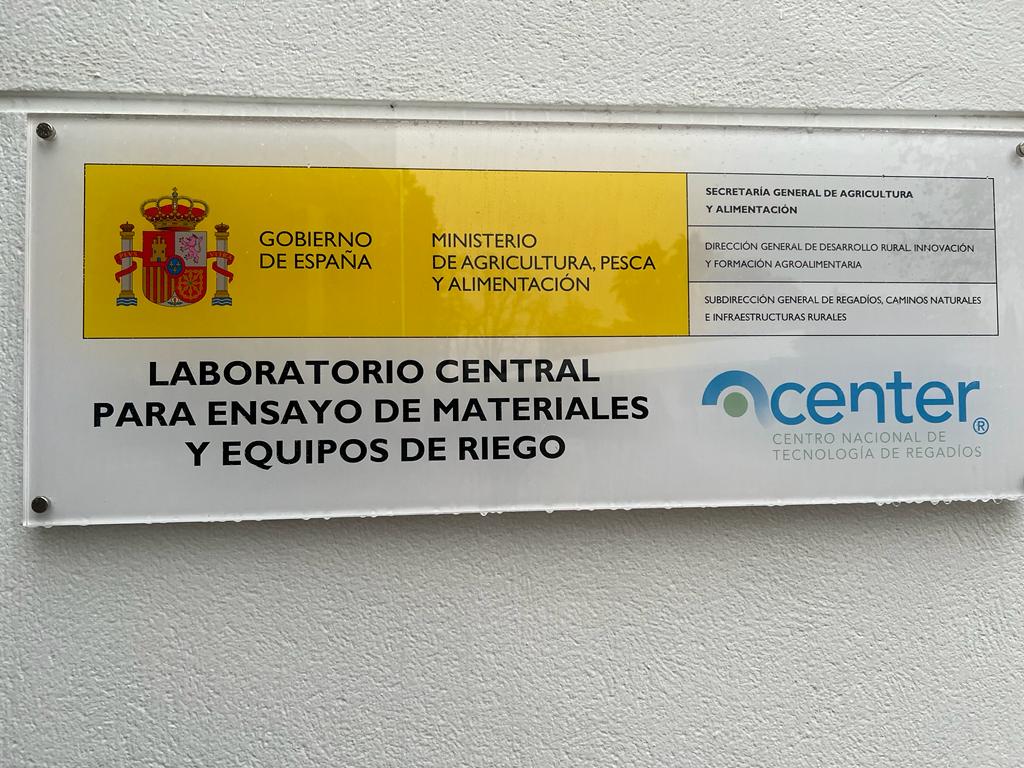 GOBIERNO
DE ESPAÑA
MINISTERIO
DE AGRICULTURA, PESCA
Y ALIMENTACIÓN
SECRETARÍA GENERAL DE AGRICULTURA
Y ALIMENTACIÓN
DIRECCIÓN GENERAL DE DESARROLLO RURAL, INNOVACIÓN
Y FORMACIÓN AGROALIMENTARIA
SUBDIRECCIÓN GENERAL DE REGADÍOS, CAMINOS NATURALES
E INFRAESTRUCTURAS RURALES
LABORATORIO CENTRAL
PARA ENSAYO DE MATERIALES
Y EQUIPOS DE RIEGO
center®
CENTRO NACIONAL DE
TECNOLOGÍA DE REGADÍOS